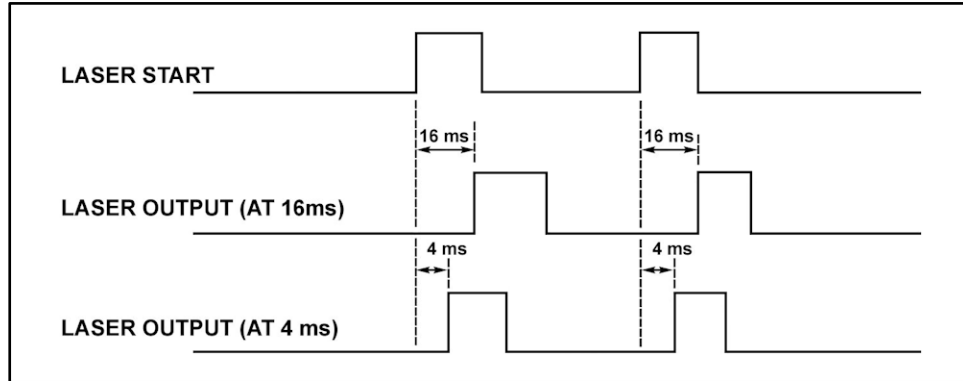 LASER START
16 ms 16 ms
LASER OUTPUT (AT 16ms)
4 ms 4 ms
LASER OUTPUT (AT 4 ms)